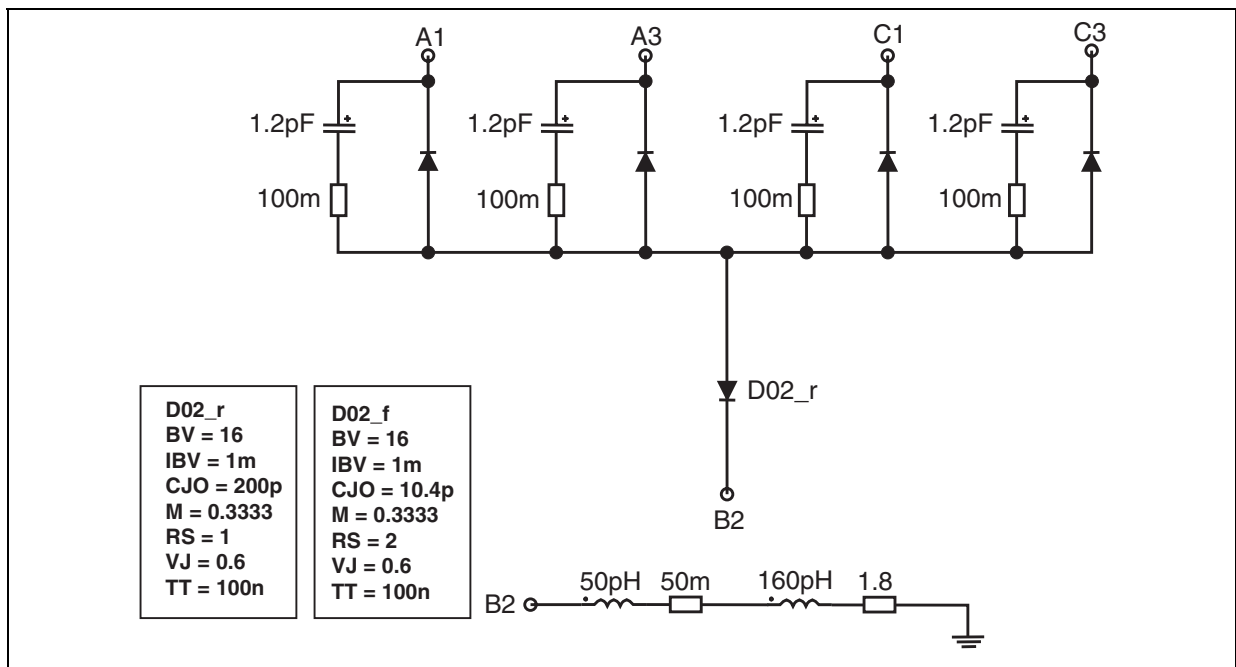 A1 A3 C1 C3
1.2pF 1.2pF 1.2pF 1.2pF
100m 100m 100m 100m
D02_r
B2
D02_r
BV = 16
IBV = 1m
CJO = 200p
M = 0.3333
RS = 1
VJ = 0.6
TT = 100n
D02_f
BV = 16
IBV = 1m
CJO = 10.4p
M = 0.3333
RS = 2
VJ = 0.6
TT = 100n
50pH 50m 160pH 1.8
B2